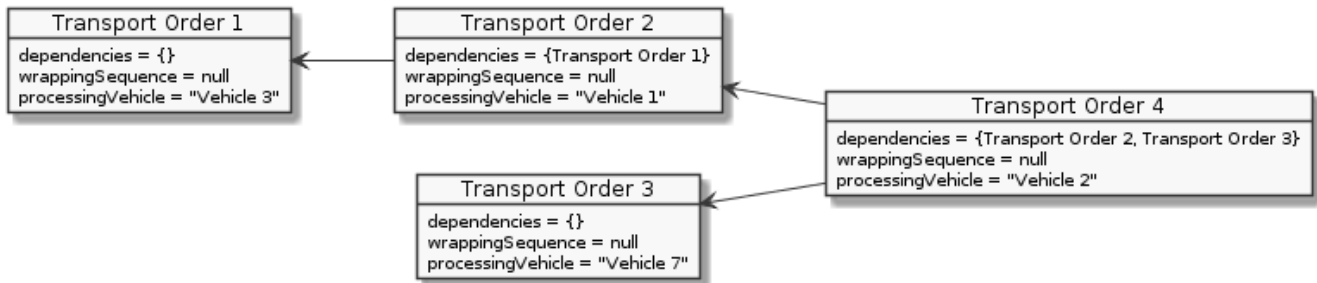 Transport Order 1
dependencies = {}
wrappingSequence = null
processingVehicle = "Vehicle 3"
Transport Order 2
dependencies = {Transport Order 1}
wrappingSequence = null
processingVehicle = "Vehicle 1"
Transport Order 3
dependencies = {}
wrappingSequence = null
processingVehicle = "Vehicle 7"
Transport Order 4
dependencies = {Transport Order 2, Transport Order 3}
wrappingSequence = null
processingVehicle = "Vehicle 2"